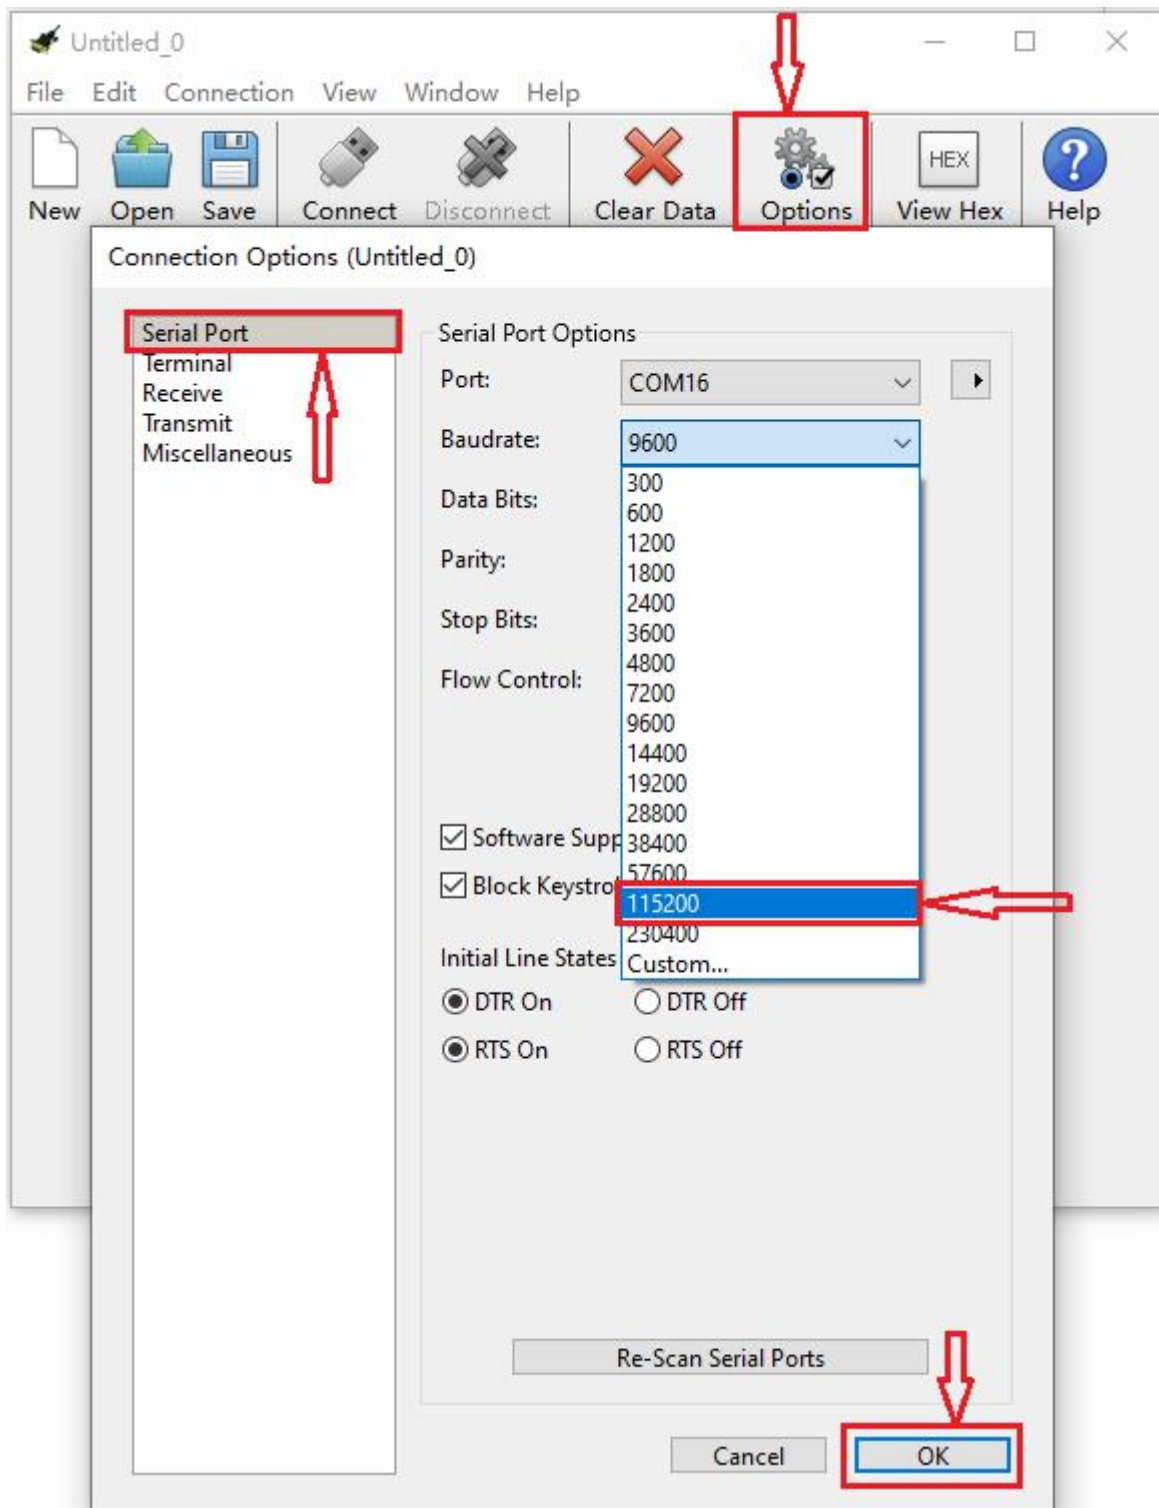 Untitled_0
File Edit Connection View Window Help
HEX
New Open Save Connect Disconnect Clear Data Options View Hex Help
Connection Options (Untitled_0)
Serial Port
Terminal
Receive
Transmit
Miscellaneous
Serial Port Options
Port: COM16
Baudrate: 9600
300
Data Bits:
600
1200
Parity:
1800
2400
Stop Bits:
3600
4800
Flow Control:
7200
9600
14400
19200
28800
Software Supp
38400
57600
Block Keystro
115200
230400
Initial Line States
Custom...
DTR On DTR Off
RTS On RTS Off
Re-Scan Serial Ports
Cancel OK